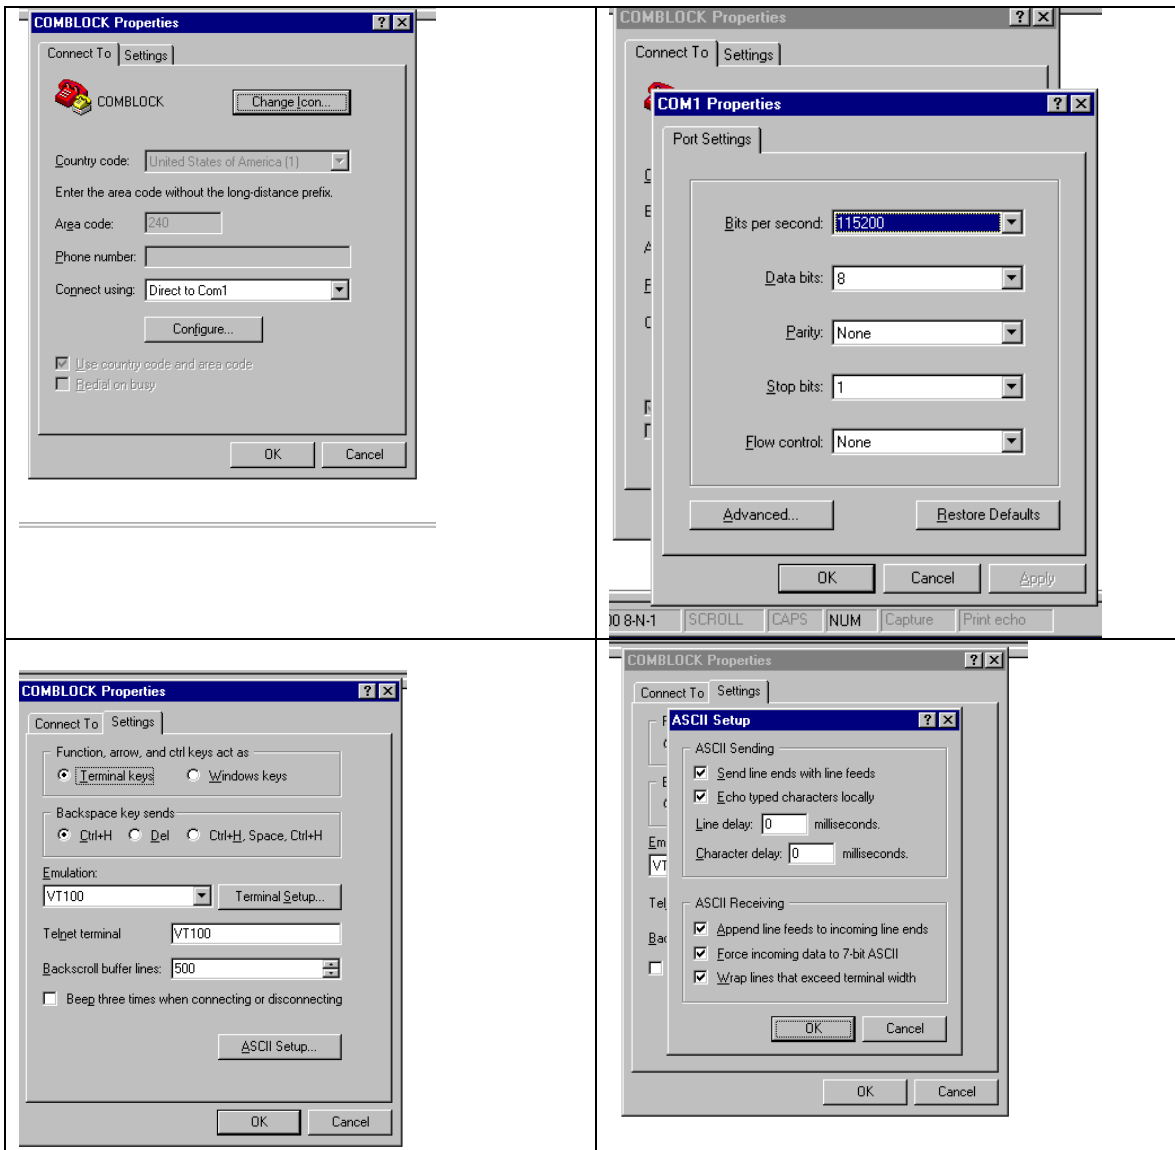 COMBLOCK Properties
Connect To
Settings
COMBLOCK
Change Icon...
Country code: United States of America (1)
Enter the area code without the long-distance prefix.
Area code: 240
Phone number:
Connect using: Direct to Com1
Configure...
Use country code and area code
Redial on busy
OK Cancel
COMBLOCK Properties
Connect To
Settings
COM1 Properties
Port Settings
Bits per second: 115200
Data bits: 8
Parity: None
Stop bits: 1
Flow control: None
Advanced... Restore Defaults
OK Cancel Apply
00 8-N-1 SCROLL CAPS NUM Capture Print echo
COMBLOCK Properties
Connect To
Settings
Function, arrow, and ctrl keys act as
Terminal keys Windows keys
Backspace key sends
Ctrl+H Del Ctrl+H, Space, Ctrl+H
Emulation:
VT100 Terminal Setup...
Telnet terminal VT100
Backscroll buffer lines: 500
Beep three times when connecting or disconnecting
ASCII Setup...
OK Cancel
COMBLOCK Properties
Connect To
Settings
ASCII Setup
ASCII Sending
Send line ends with line feeds
Echo typed characters locally
Line delay: 0 milliseconds.
Character delay: 0 milliseconds.
Em
VT
Tel
Bac
ASCII Receiving
Append line feeds to incoming line ends
Force incoming data to 7-bit ASCII
Wrap lines that exceed terminal width
OK Cancel
OK Cancel